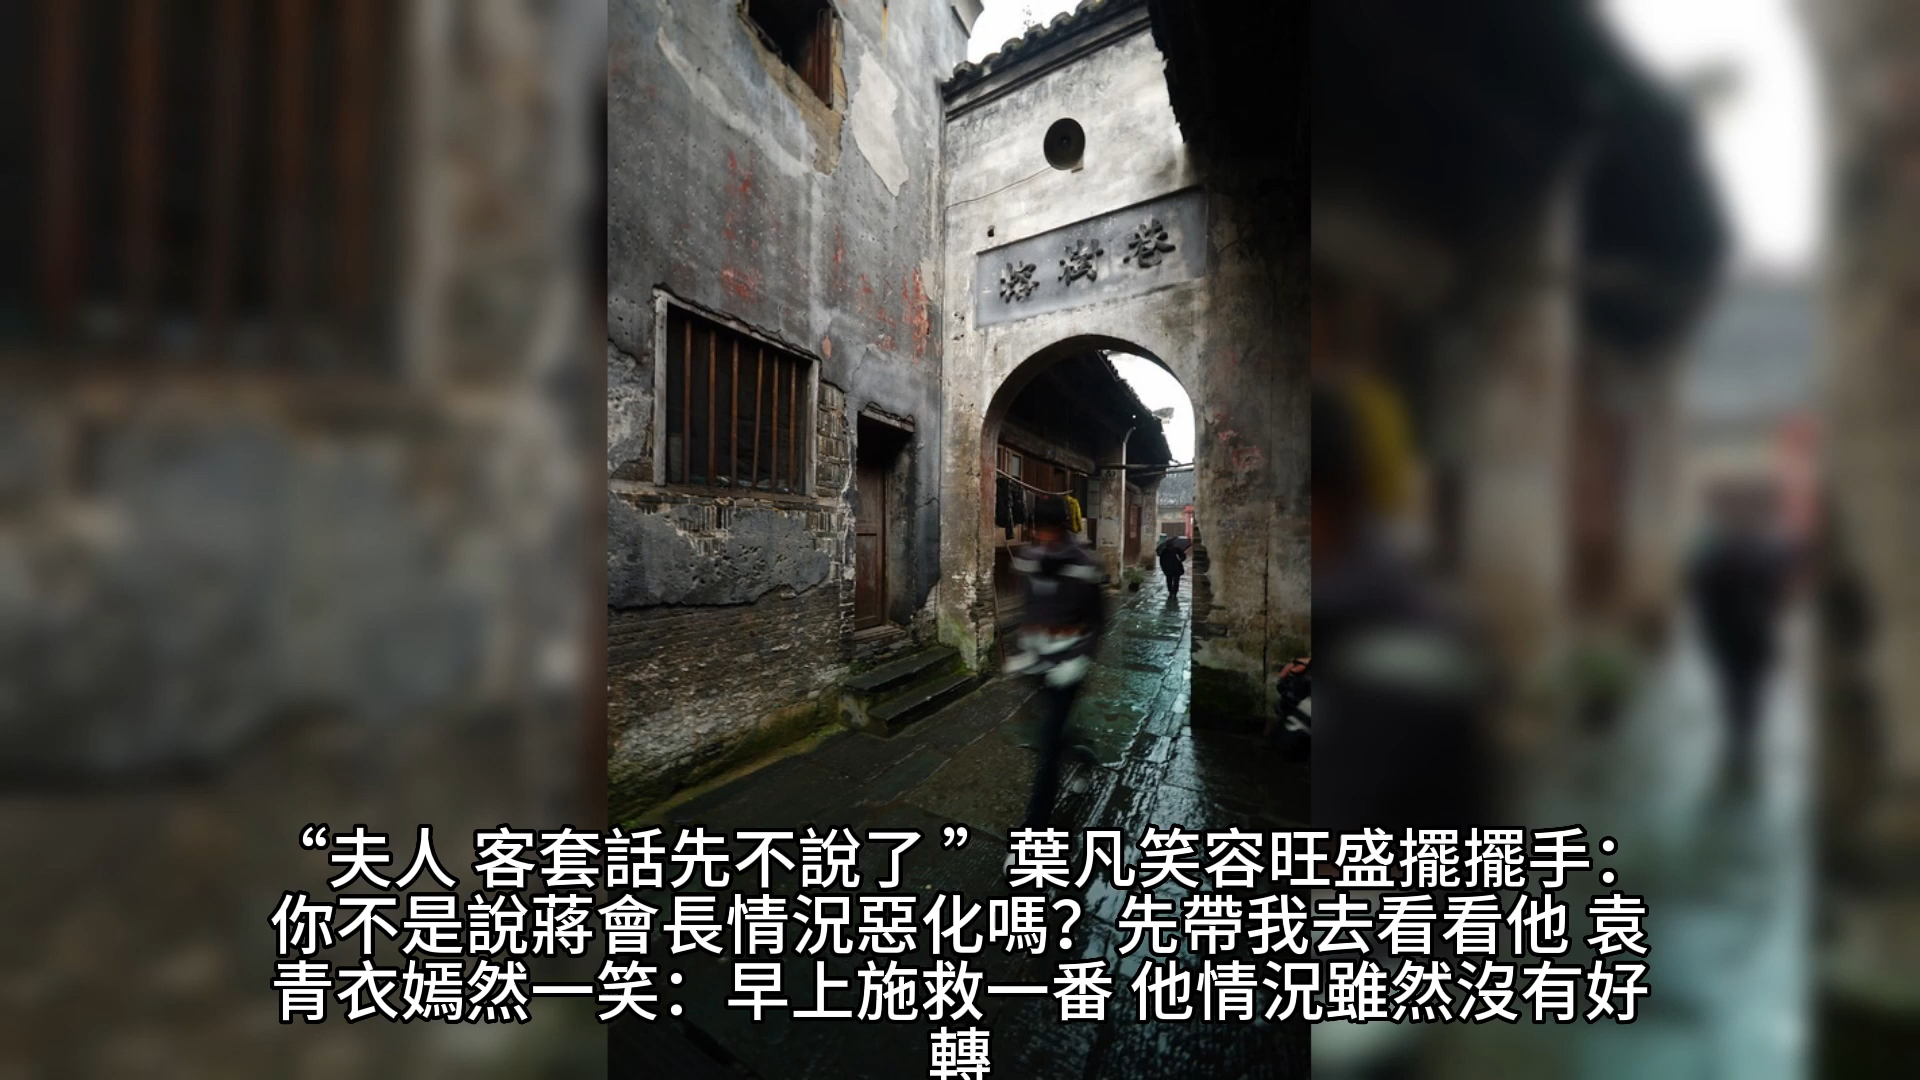 榕樹巷
“夫人 客套話先不說了 ”葉凡笑容旺盛擺擺手：
你不是說蔣會長情況惡化嗎？先帶我去看看他 袁
青衣嫣然一笑：早上施救一番 他情況雖然沒有好
轉